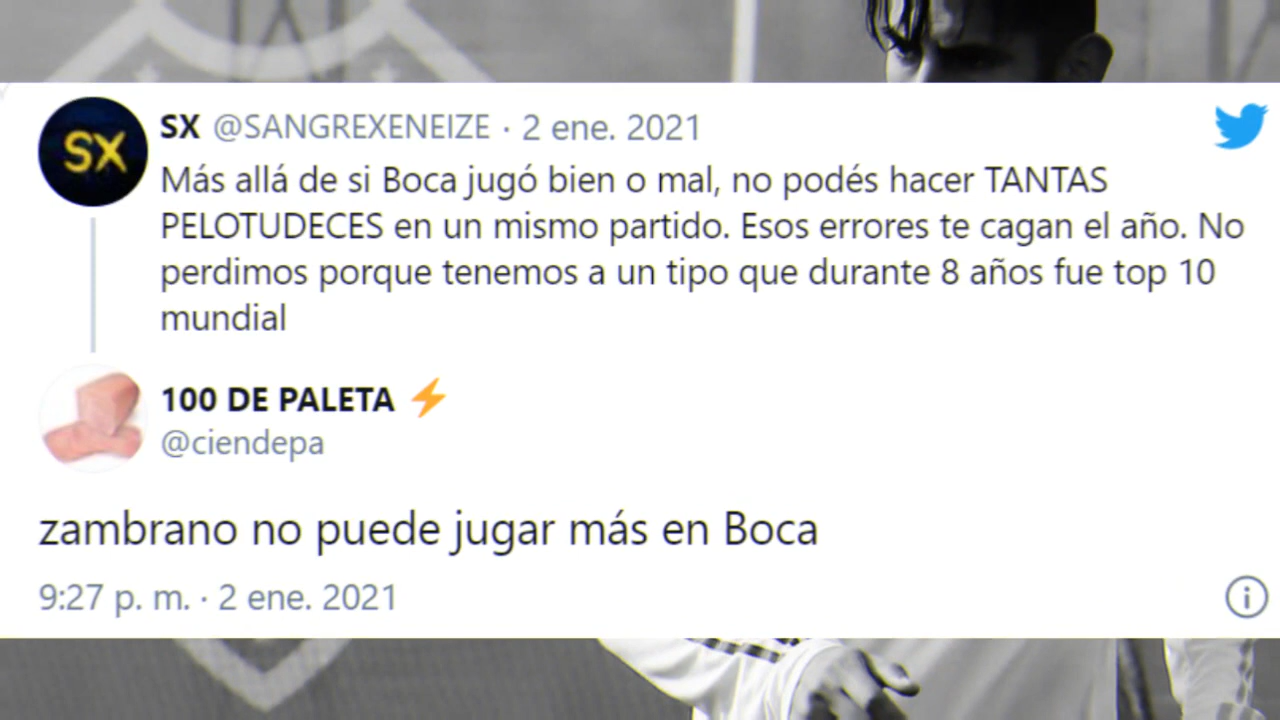 SX
SX @SANGREXENEIZE · 2 ene. 2021
Más allá de si Boca jugó bien o mal, no podés hacer TANTAS
PELOTUDECES en un mismo partido. Esos errores te cagan el año. No
perdimos porque tenemos a un tipo que durante 8 años fue top 10
mundial
100 DE PALETA ⚡
@ciendepa
zambrano no puede jugar más en Boca
9:27 p. m. · 2 ene. 2021